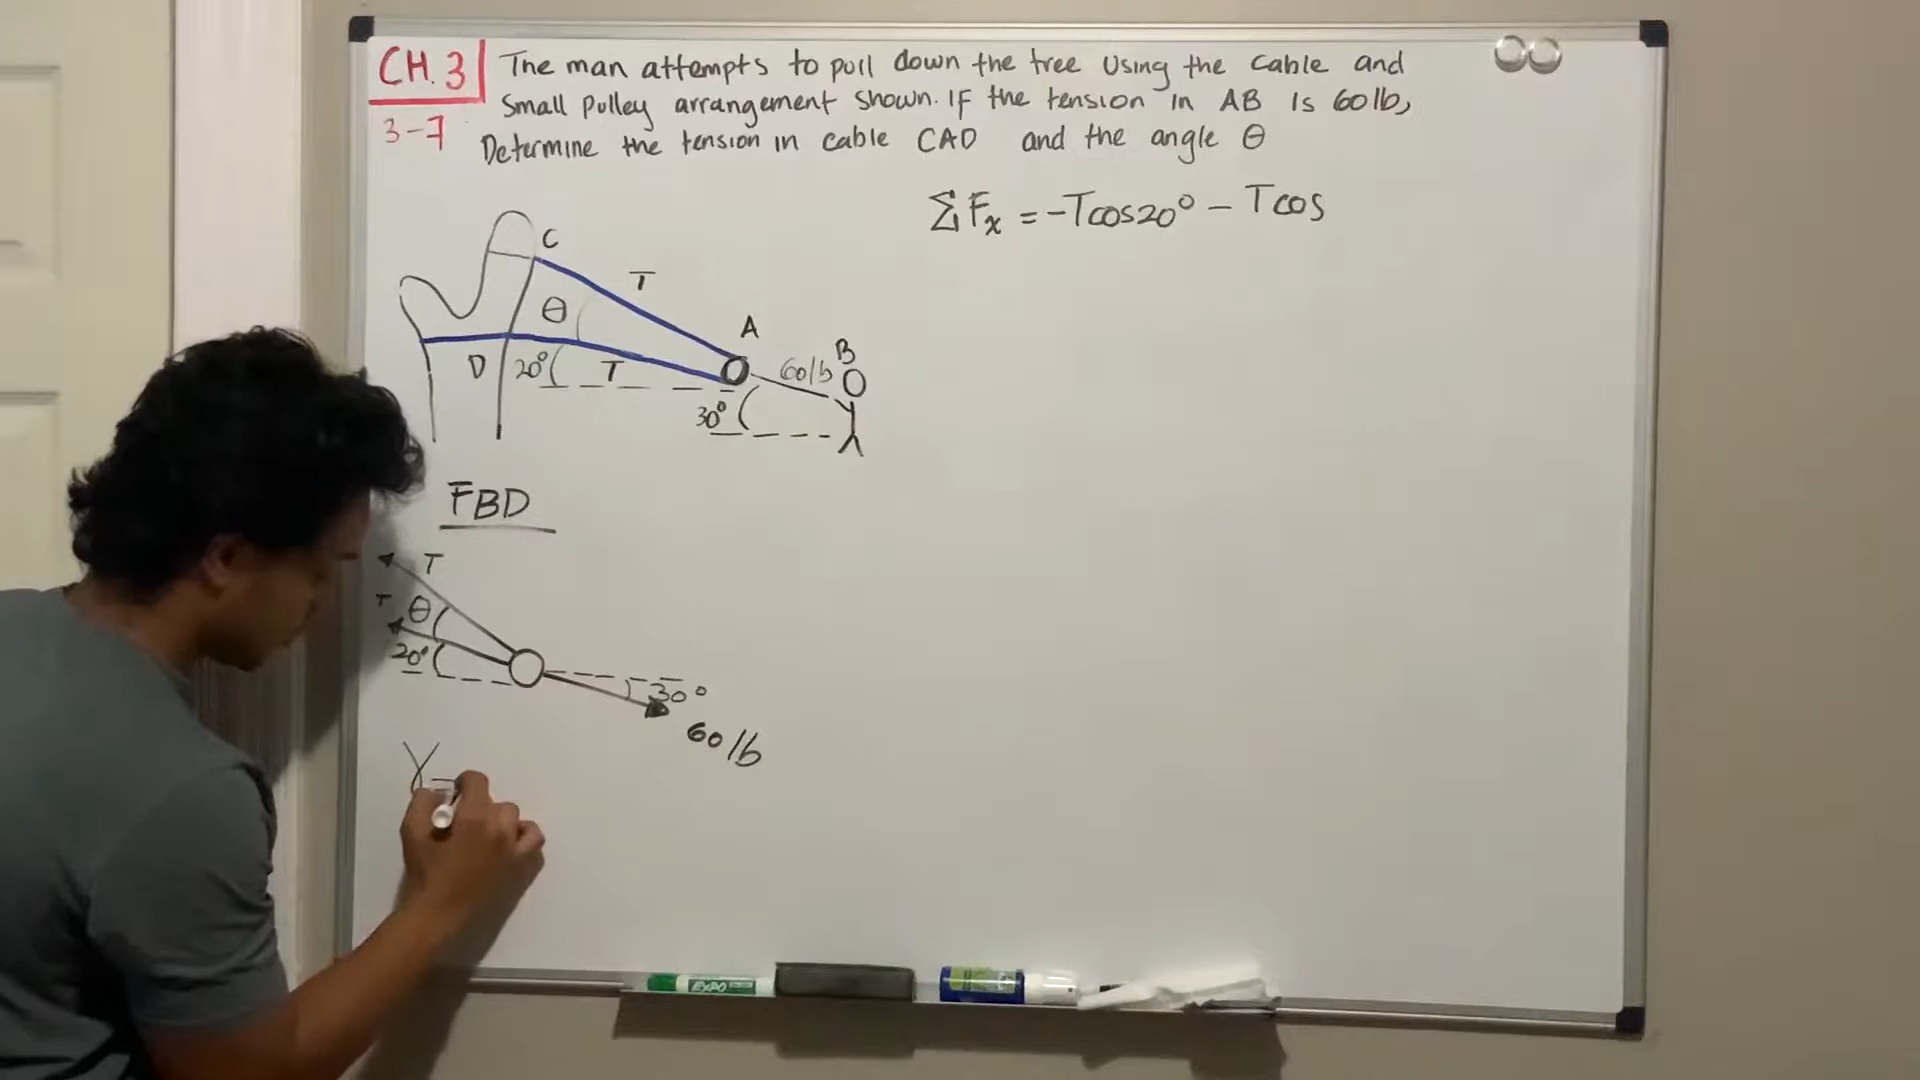 CH.3
3-7
The man attempts to pull down the tree using the cable and
small pulley arrangement shown. IF the tension in AB is 60lb,
Determine the tension in cable CAD and the angle θ
ΣFx = -Tcos20° - Tcos
C
T
θ
A
B
60lb
D
20°
T
30°
FBD
T
T
θ
20°
30°
60lb
γ=
EXPO